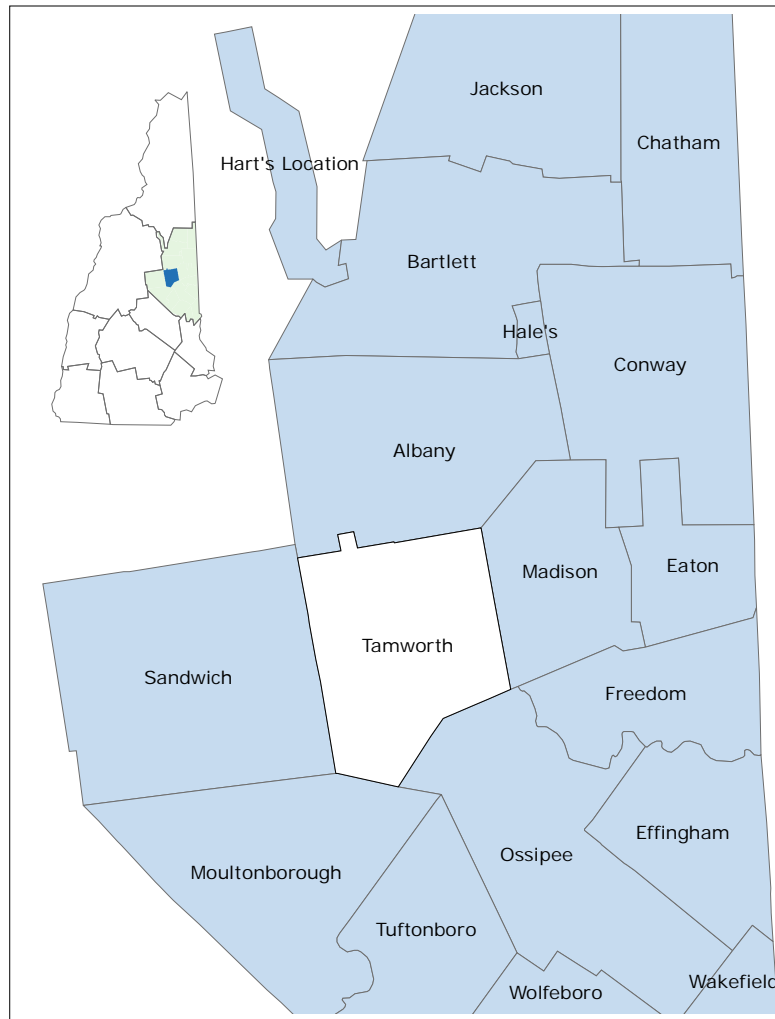 Jackson
Chatham
Hart's Location
Bartlett
Hale's
Conway
Albany
Eaton
Madison
Tamworth
Sandwich
Freedom
Effingham
Ossipee
Moultonborough
Tuftonboro
Wakefield
Wolfeboro